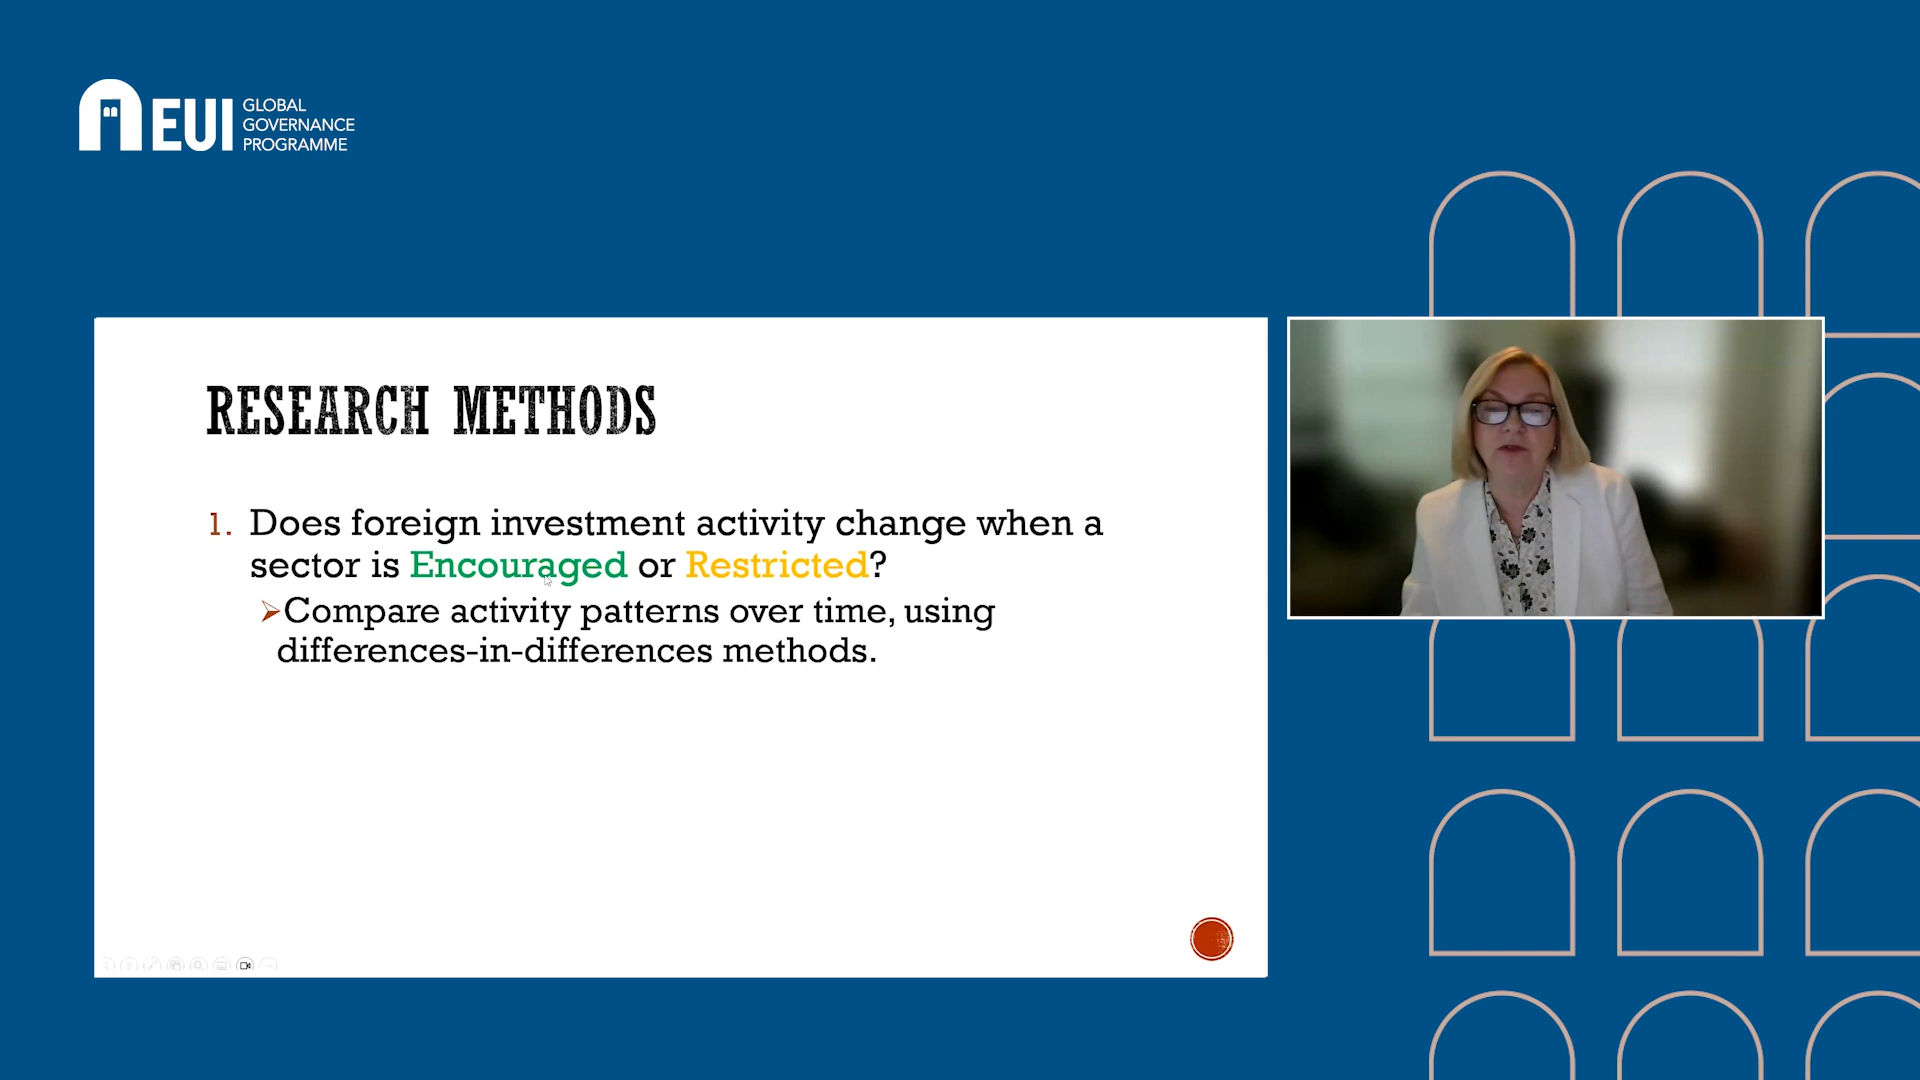 EUI
GLOBAL
GOVERNANCE
PROGRAMME
RESEARCH METHODS
1. Does foreign investment activity change when a
sector is Encouraged or Restricted?
➢Compare activity patterns over time, using
differences-in-differences methods.